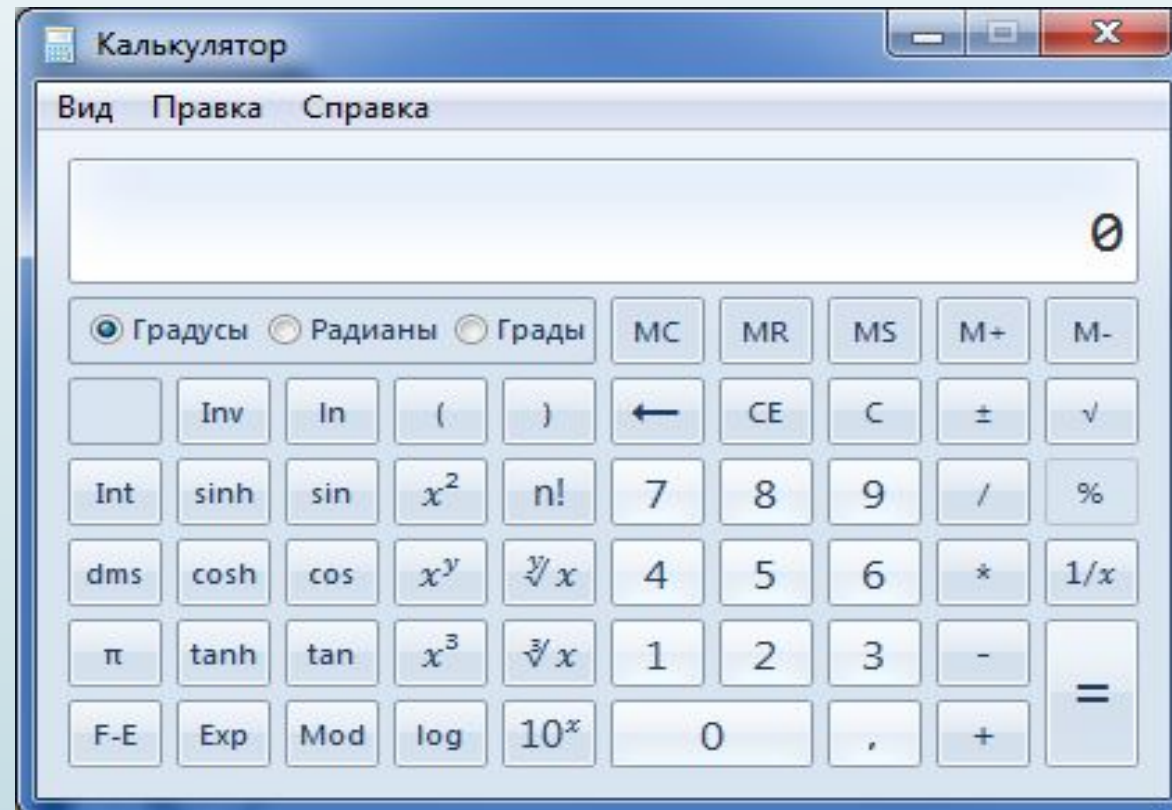 Калькулятор
Вид Правка Справка
0
Градусы Радианы Грады MC MR MS M+ M-
Inv ln ( ) ← CE C ± √
Int sinh sin x² n! 7 8 9 / %
dms cosh cos xʸ ʸ√x 4 5 6 * 1/x
π tanh tan x³ ³√x 1 2 3 - =
F-E Exp Mod log 10ˣ 0 , +